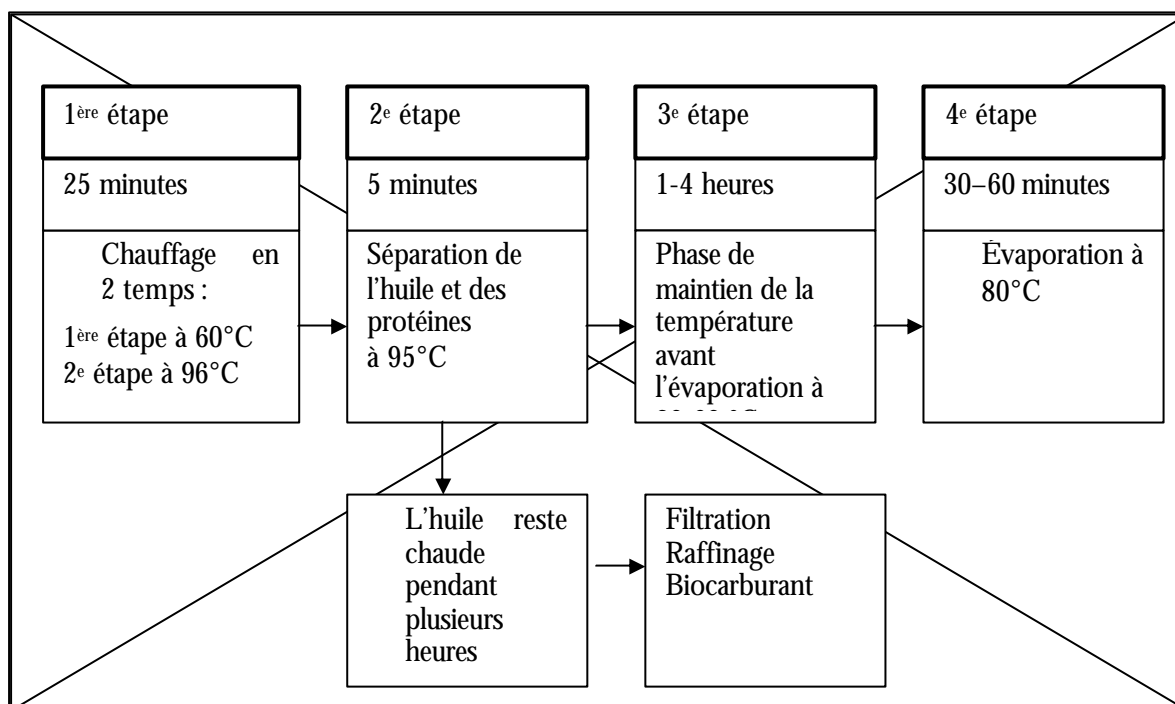 1ère étape
25 minutes
Chauffage en
2 temps :
1ère étape à 60°C
2e étape à 96°C
2e étape
5 minutes
Séparation de
l'huile et des
protéines
à 95°C
3e étape
1-4 heures
Phase de
maintien de la
température
avant
l'évaporation à
4e étape
30–60 minutes
Évaporation à
80°C
L'huile reste
chaude
pendant
plusieurs
heures
Filtration
Raffinage
Biocarburant